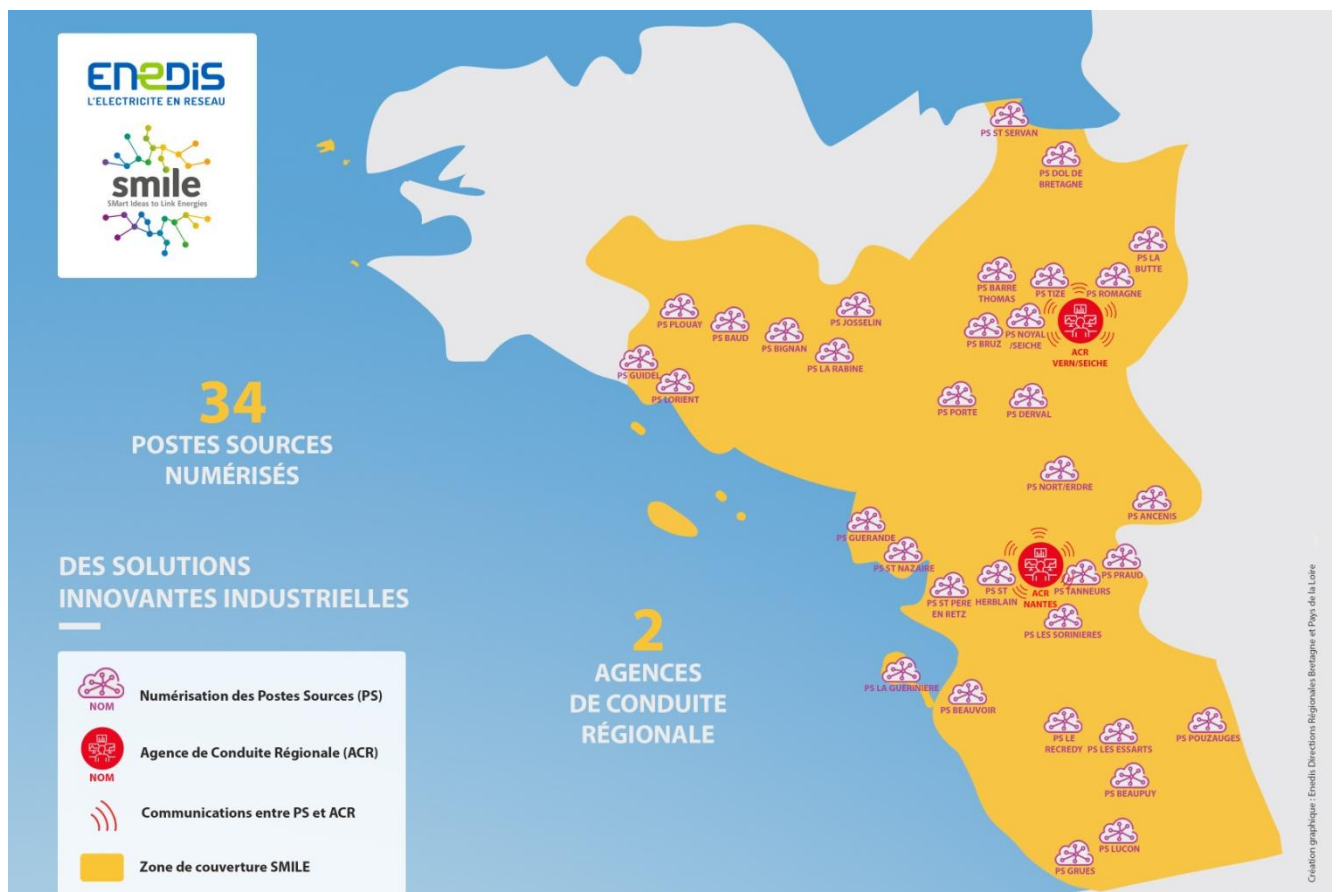 ENEDIS
L'ELECTRICITE EN RESEAU
smile
SMart Ideas to Link Energies
34
POSTES SOURCES
NUMÉRISÉS
DES SOLUTIONS
INNOVANTES INDUSTRIELLES
2
AGENCES
DE CONDUITE
RÉGIONALE
NOM
Numérisation des Postes Sources (PS)
NOM
Agence de Conduite Régionale (ACR)
Communications entre PS et ACR
Zone de couverture SMILE
PS ST SERVAN
PS DOL DE
BRETAGNE
PS LA
BUTTE
PS BARRE
THOMAS
PS TIZE
PS ROMAGNE
PS BRUZ
PS NOYAL
/SEICHE
ACR
VERN/SEICHE
PS PLOUAY
PS BAUD
PS BIGNAN
PS JOSSELIN
PS LA RABINE
PS GUIDEL
PS LORIENT
PS PORTE
PS DERVAL
PS NORT/ERDRE
PS ANCENIS
PS GUERANDE
PS ST NAZAIRE
PS ST PERE
EN RETZ
PS ST
HERBLAIN
ACR
NANTES
PS TANNEURS
PS PRAUD
PS LES SORINIERES
PS LA GUERINIERE
PS BEAUVOIR
PS LE
RECREDY
PS LES ESSARTS
PS POUZAUGES
PS BEAUPUY
PS LUCON
PS GRUES
Création graphique : Enedis Directions Régionales Bretagne et Pays de la Loire